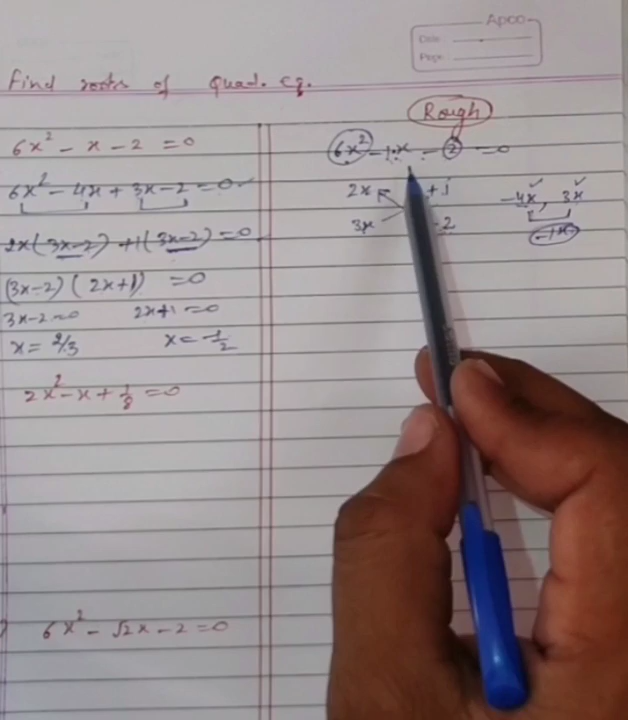 Apco
Date
Page
Find roots of Quad. Eq.
Rough
6x² - x - 2 = 0
6x² - 1·x - 2 = 0
6x² - 4x + 3x - 2 = 0
2x +1
-4x, 3x
3x -2
-1x
2x(3x-2) +1(3x-2) = 0
(3x-2)(2x+1) = 0
3x-2=0 2x+1=0
x = 2/3 x = -1/2
2x² - x + 1/8 = 0
6x² - √2x - 2 = 0